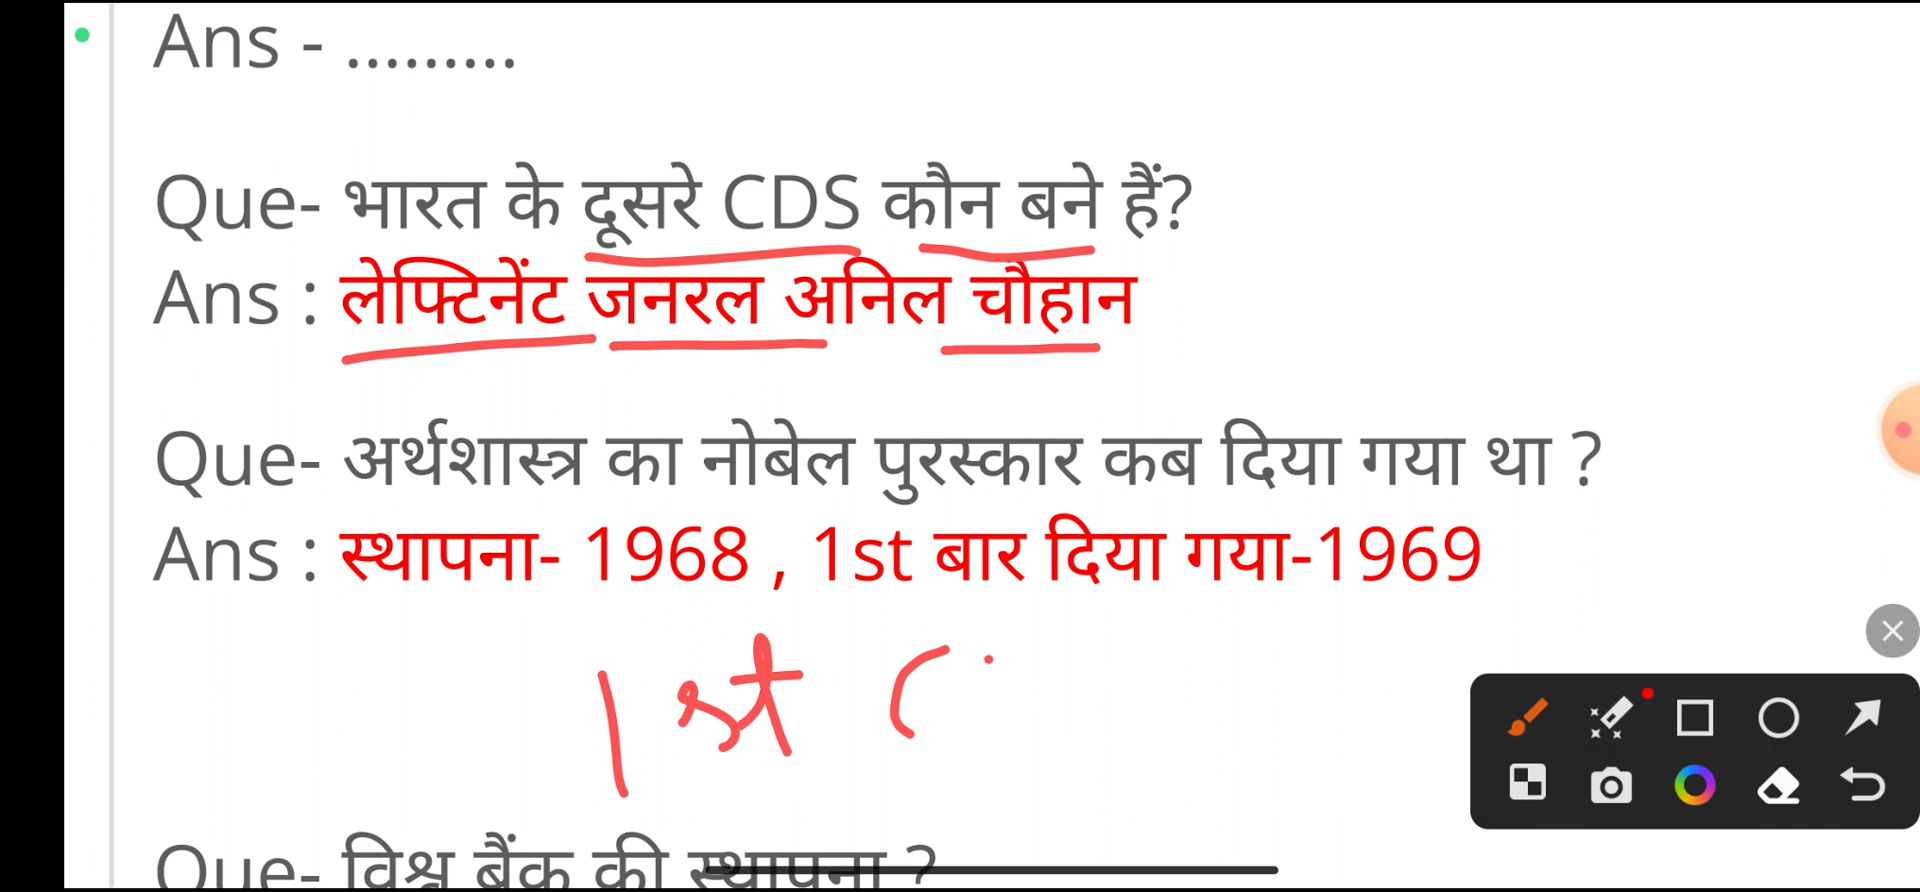 Ans - .........
Que- भारत के दूसरे CDS कौन बने हैं?
Ans : लेफ्टिनेंट जनरल अनिल चौहान
Que- अर्थशास्त्र का नोबेल पुरस्कार कब दिया गया था ?
Ans : स्थापना- 1968 , 1st बार दिया गया-1969
1st C
Que- विश्व बैंक की स्थापना ?